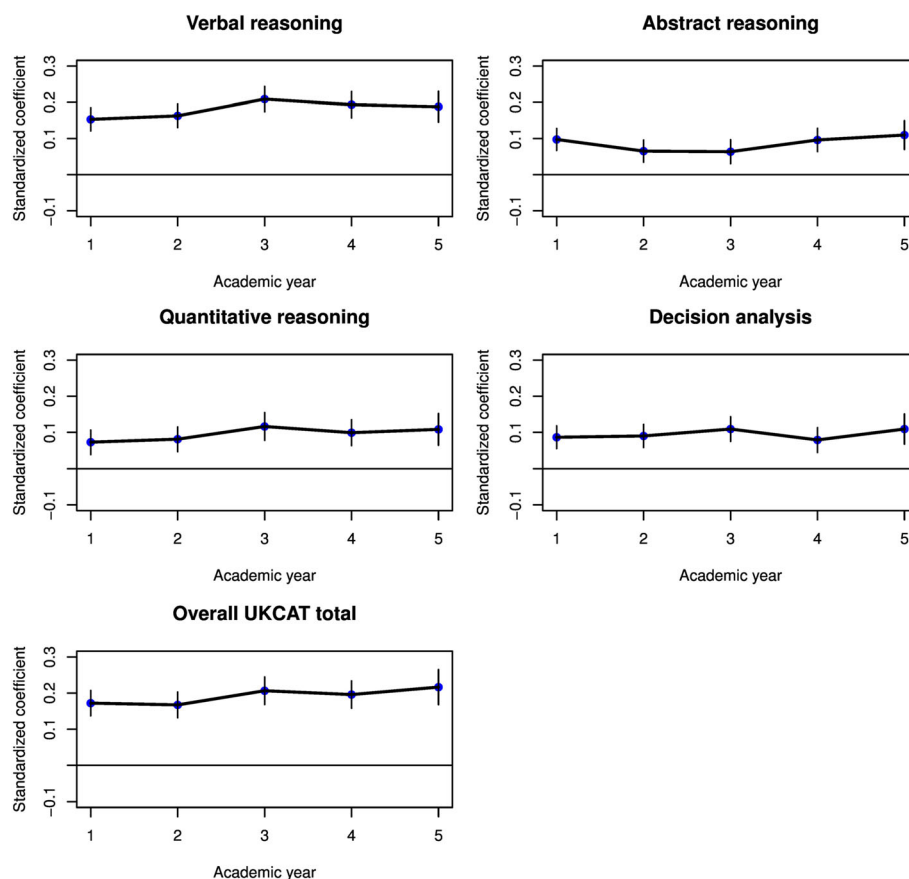 Verbal reasoning
Standardized coefficient
0.3
0.2
0.1
−0.1
1 2 3 4 5
Academic year
Abstract reasoning
Standardized coefficient
0.3
0.2
0.1
−0.1
1 2 3 4 5
Academic year
Quantitative reasoning
Standardized coefficient
0.3
0.2
0.1
−0.1
1 2 3 4 5
Academic year
Decision analysis
Standardized coefficient
0.3
0.2
0.1
−0.1
1 2 3 4 5
Academic year
Overall UKCAT total
Standardized coefficient
0.3
0.2
0.1
−0.1
1 2 3 4 5
Academic year